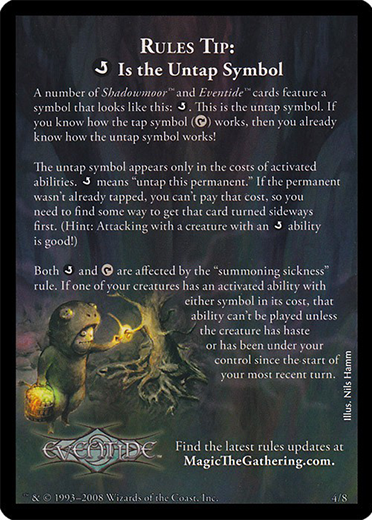 RULES TIP:
Is the Untap Symbol
A number of Shadowmoor™ and Eventide™ cards feature a
symbol that looks like this: . This is the untap symbol. If
you know how the tap symbol () works, then you already
know how the untap symbol works!
The untap symbol appears only in the costs of activated
abilities. means “untap this permanent.” If the permanent
wasn't already tapped, you can't pay that cost, so you
need to find some way to get that card turned sideways
first. (Hint: Attacking with a creature with an ability
is good!)
Both and are affected by the “summoning sickness”
rule. If one of your creatures has an activated ability with
either symbol in its cost, that
ability can't be played unless
the creature has haste
or has been under your
control since the start of
your most recent turn.
Illus. Nils Hamm
EVENTIDE
Find the latest rules updates at
MAGICTHEGATHERING.COM.
™ & © 1993–2008 Wizards of the Coast, Inc.
4/8